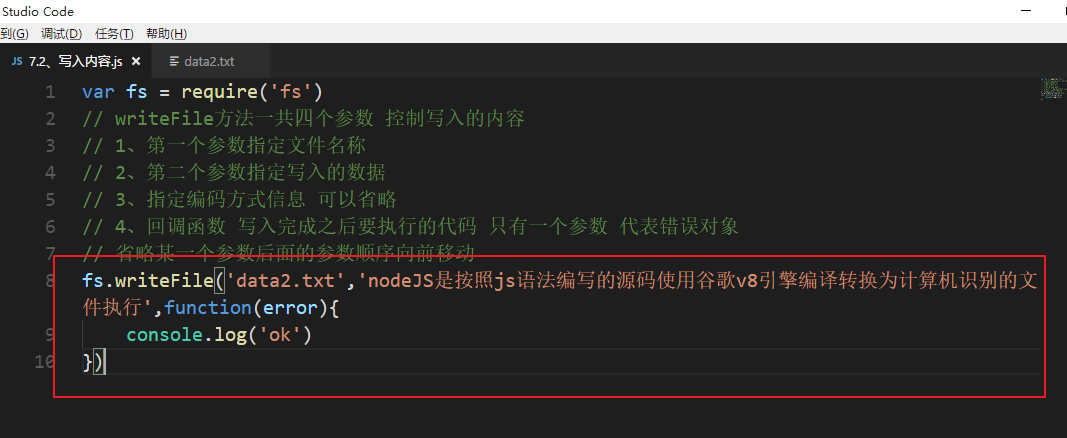 Studio Code
到(G) 调试(D) 任务(T) 帮助(H)
JS 7.2、写入内容.js × data2.txt
1 var fs = require('fs')
2 // writeFile方法一共四个参数 控制写入的内容
3 // 1、第一个参数指定文件名称
4 // 2、第二个参数指定写入的数据
5 // 3、指定编码方式信息 可以省略
6 // 4、回调函数 写入完成之后要执行的代码 只有一个参数 代表错误对象
7 // 省略某一个参数后面的参数顺序向前移动
8 fs.writeFile('data2.txt','nodeJS是按照js语法编写的源码使用谷歌v8引擎编译转换为计算机识别的文
件执行',function(error){
9 console.log('ok')
10 })